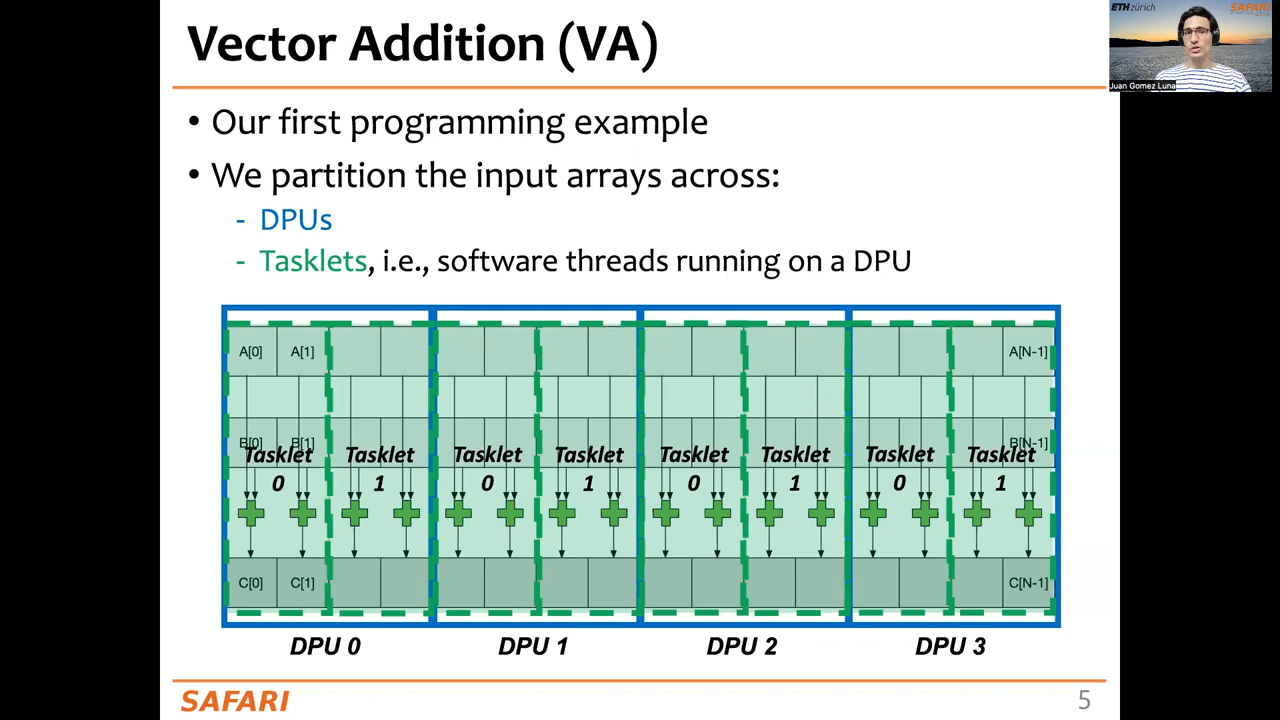 Vector Addition (VA)
ETH zürich
SAFARI
Juan Gomez Luna
• Our first programming example
• We partition the input arrays across:
- DPUs
- Tasklets, i.e., software threads running on a DPU
A[0] A[1] A[N-1]
B[0] B[1] B[N-1]
Tasklet Tasklet Tasklet Tasklet Tasklet Tasklet Tasklet Tasklet
0 1 0 1 0 1 0 1
C[0] C[1] C[N-1]
DPU 0 DPU 1 DPU 2 DPU 3
SAFARI
5